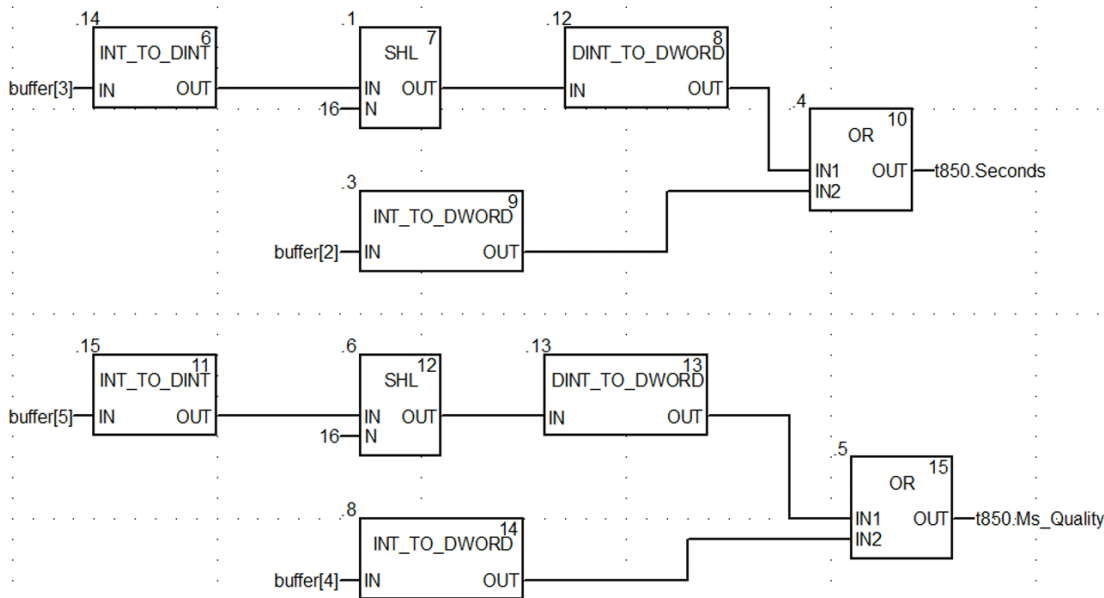 .14 .1 .12
6 7 8
INT_TO_DINT SHL DINT_TO_DWORD
buffer[3] IN OUT IN OUT IN OUT
16 N
.4 10
OR
IN1 OUT t850.Seconds
IN2
.3 9
INT_TO_DWORD
buffer[2] IN OUT
.15 .6 .13
11 12 13
INT_TO_DINT SHL DINT_TO_DWORD
buffer[5] IN OUT IN OUT IN OUT
16 N
.5 15
OR
IN1 OUT t850.Ms_Quality
IN2
.8 14
INT_TO_DWORD
buffer[4] IN OUT